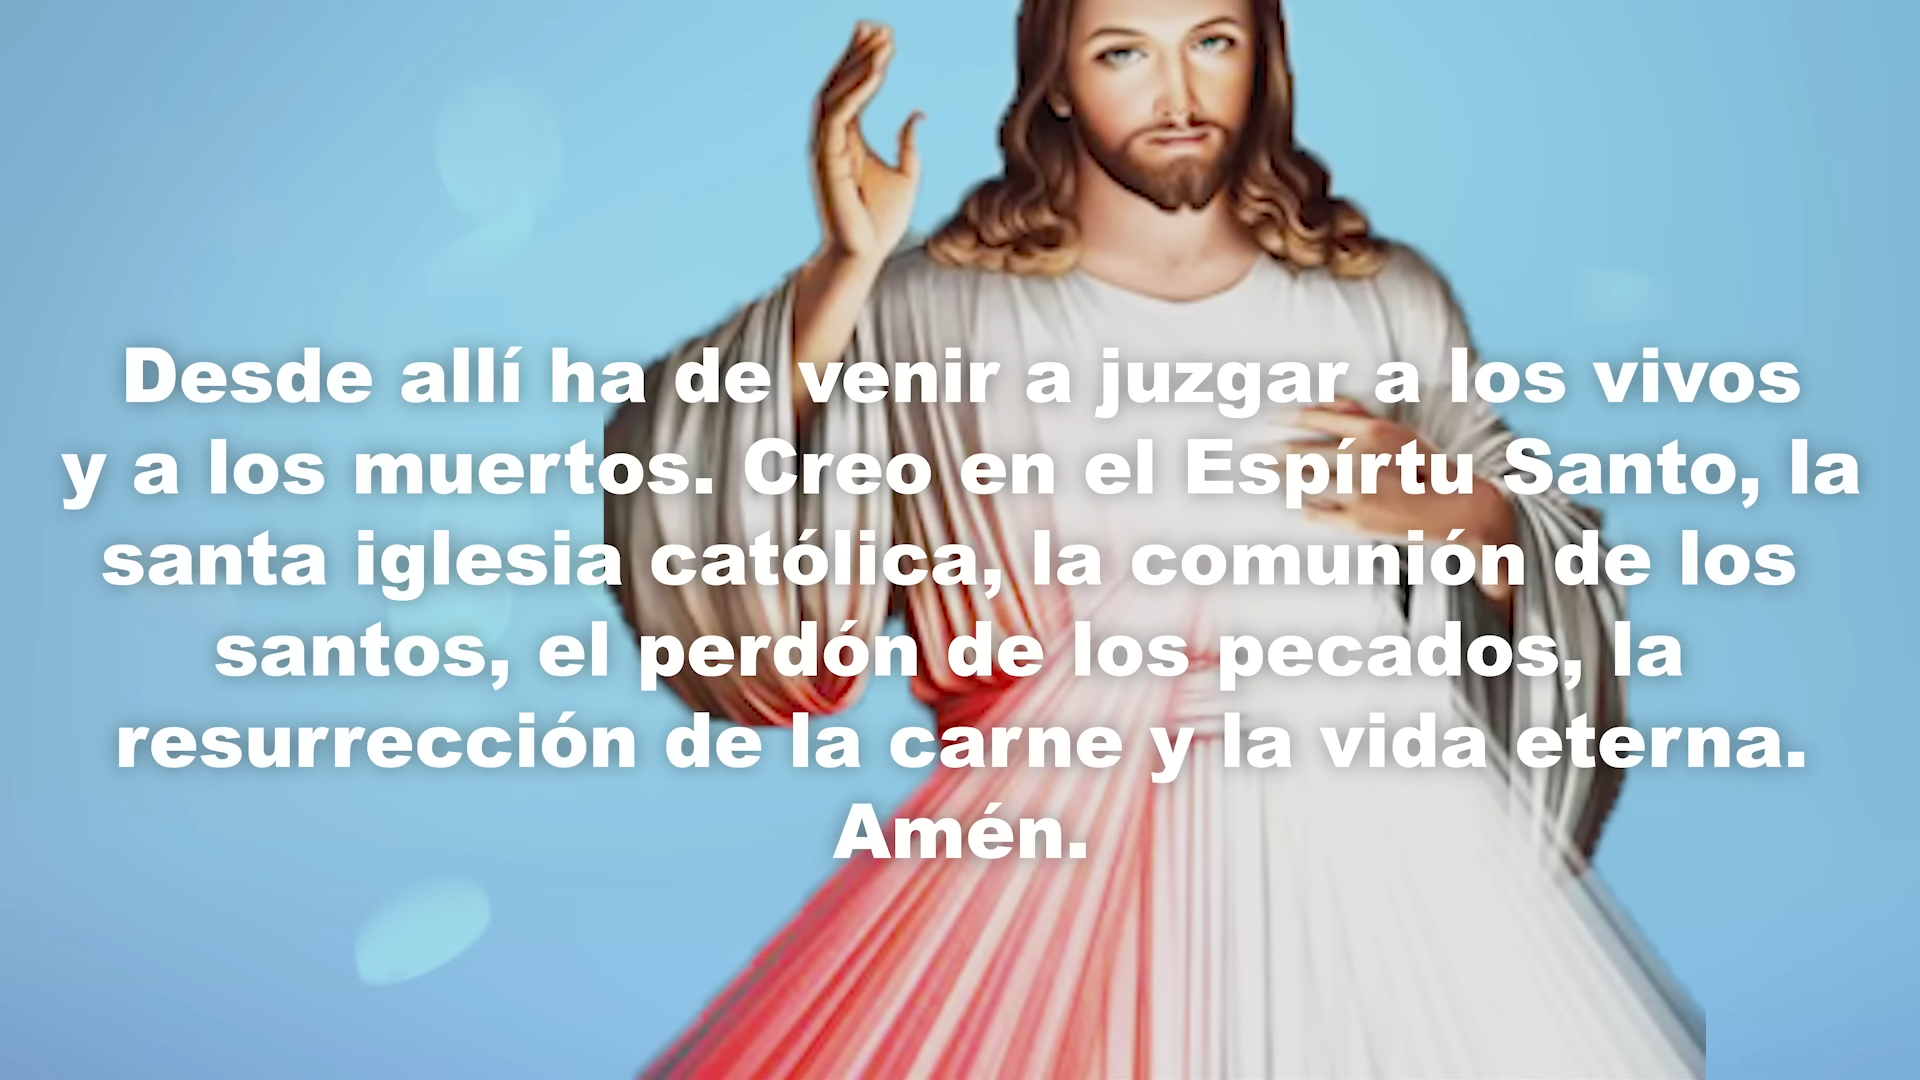 Desde allí ha de venir a juzgar a los vivos
y a los muertos. Creo en el Espírtu Santo, la
santa iglesia católica, la comunión de los
santos, el perdón de los pecados, la
resurrección de la carne y la vida eterna.
Amén.